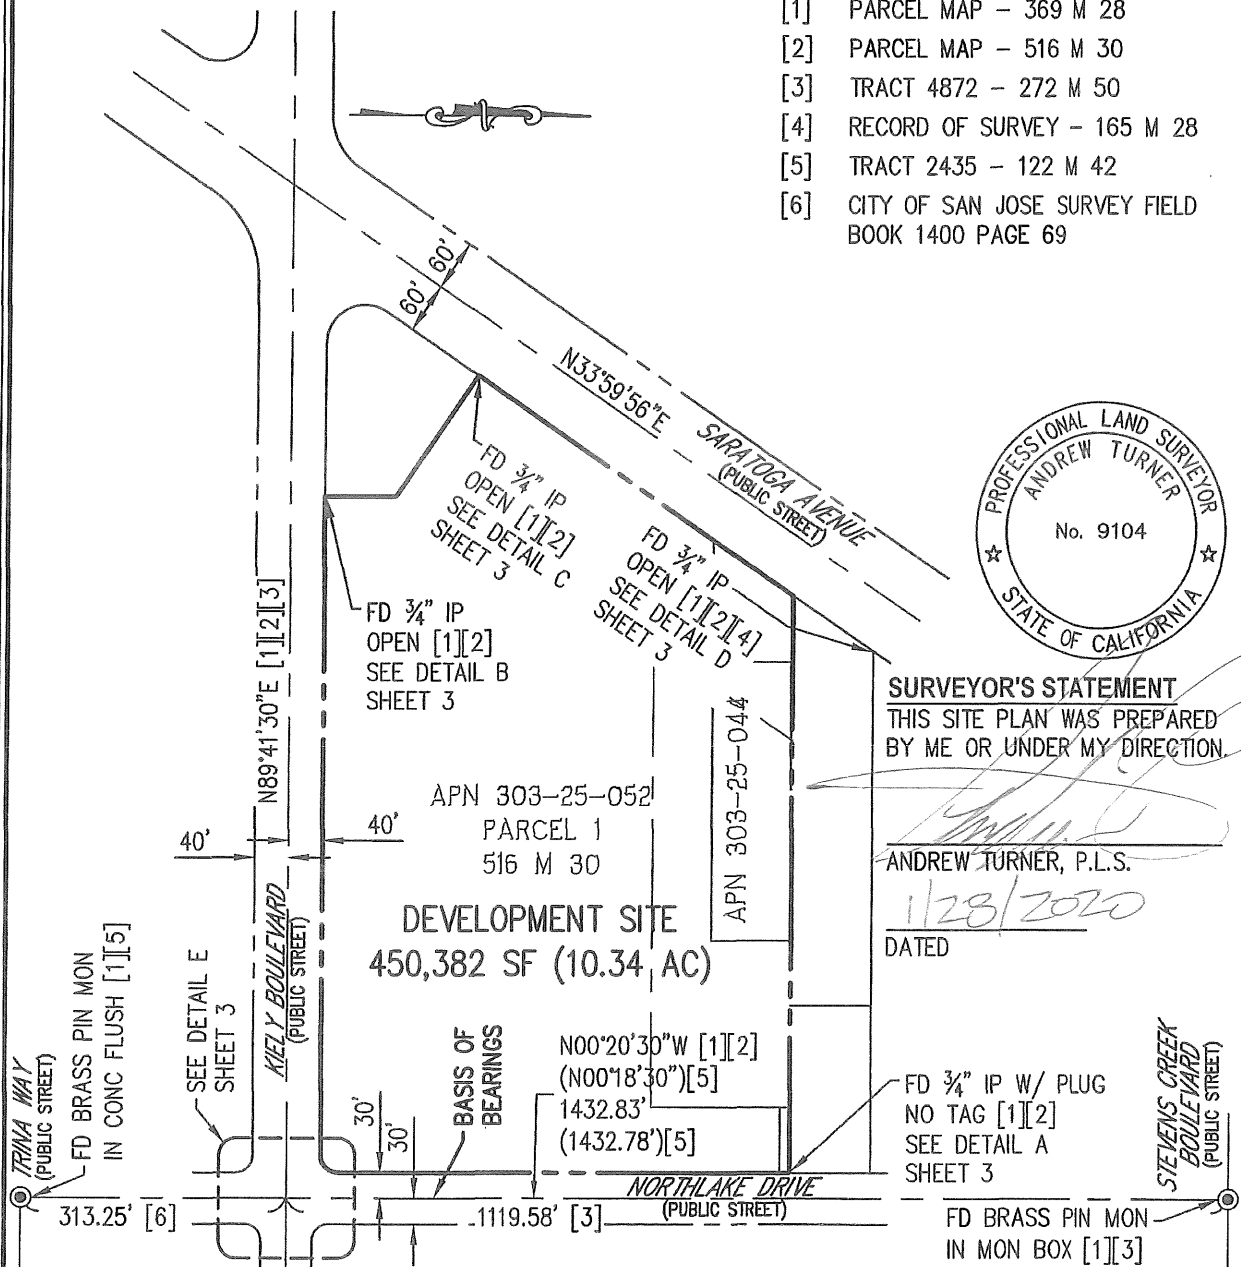 [1] PARCEL MAP - 369 M 28
[2] PARCEL MAP - 516 M 30
[3] TRACT 4872 - 272 M 50
[4] RECORD OF SURVEY - 165 M 28
[5] TRACT 2435 - 122 M 42
[6] CITY OF SAN JOSE SURVEY FIELD
BOOK 1400 PAGE 69
60'
60'
N33°59'56"E
SARATOGA AVENUE
(PUBLIC STREET)
FD ¾" IP
OPEN [1][2]
SEE DETAIL C
SHEET 3
FD ¾" IP
OPEN [1][2][4]
SEE DETAIL D
SHEET 3
FD ¾" IP
OPEN [1][2]
SEE DETAIL B
SHEET 3
N89°41'30"E [1][2][3]
PROFESSIONAL LAND SURVEYOR
ANDREW TURNER
No. 9104
STATE OF CALIFORNIA
SURVEYOR'S STATEMENT
THIS SITE PLAN WAS PREPARED
BY ME OR UNDER MY DIRECTION.
ANDREW TURNER, P.L.S.
1/28/2020
DATED
APN 303-25-052
PARCEL 1
516 M 30
APN 303-25-044
40'
40'
DEVELOPMENT SITE
450,382 SF (10.34 AC)
KIELY BOULEVARD
(PUBLIC STREET)
SEE DETAIL E
SHEET 3
FD BRASS PIN MON
IN CONC FLUSH [1][5]
TRINA WAY
(PUBLIC STREET)
30'
30'
BASIS OF
BEARINGS
N00°20'30"W [1][2]
(N00°18'30")[5]
1432.83'
(1432.78')[5]
FD ¾" IP W/ PLUG
NO TAG [1][2]
SEE DETAIL A
SHEET 3
STEVENS CREEK
BOULEVARD
(PUBLIC STREET)
NORTHLAKE DRIVE
(PUBLIC STREET)
313.25' [6]
1119.58' [3]
FD BRASS PIN MON
IN MON BOX [1][3]